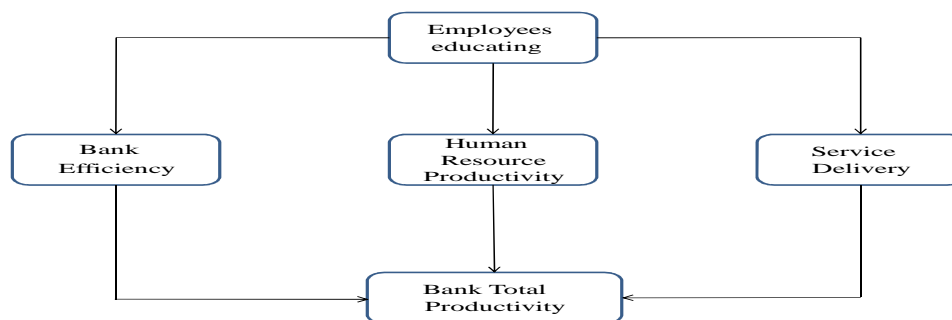 Employees
educating
Bank
Efficiency
Human
Resource
Productivity
Service
Delivery
Bank Total
Productivity